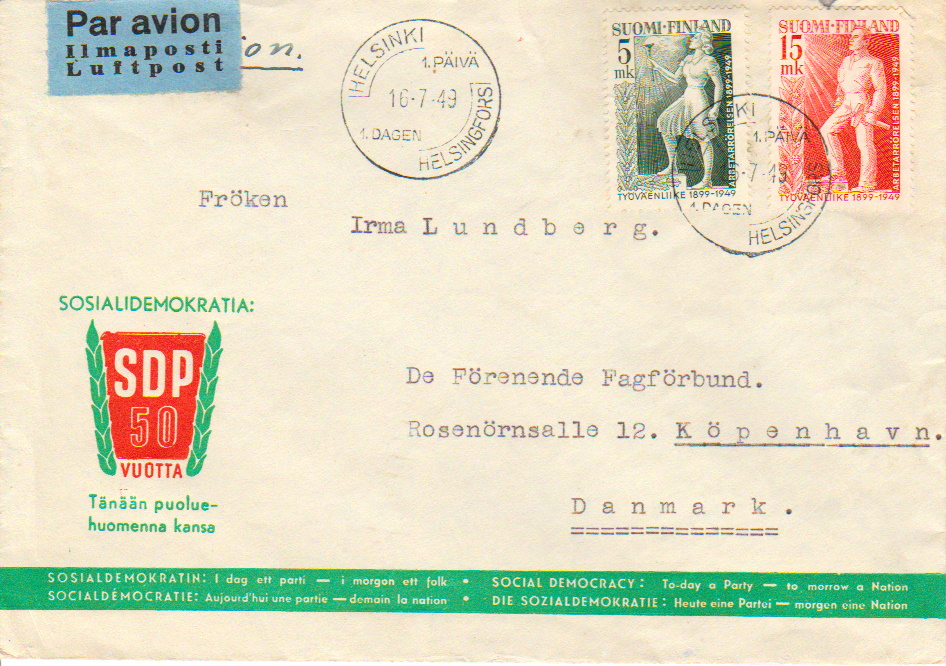 Par avion
Ilmaposti
Luftpost
on.
HELSINKI
1.PÄIVÄ
16-7-49
1.DAGEN
HELSINGFORS
SUOMI-FINLAND
5
mk
ARBETARRÖRELSEN 1899-1949
TYÖVÄENLIIKE 1899-1949
SUOMI-FINLAND
15
mk
ARBETARRÖRELSEN 1899-1949
TYÖVÄENLIIKE 1899-1949
HELSINKI
1.PÄIVÄ
-7-49
1.DAGEN
HELSINGFORS
Fröken
Irma Lundberg.
De Förenende Fagförbund.
Rosenörnsalle 12. Köpenhavn.
Danmark.
SOSIALIDEMOKRATIA:
SDP
50
VUOTTA
Tänään puolue-
huomenna kansa
SOSIALDEMOKRATIN: I dag ett parti — i morgon ett folk • SOCIAL DEMOCRACY: To-day a Party — to morrow a Nation
SOCIALDÉMOCRATIE: Aujourd'hui une partie — demain la nation • DIE SOZIALDEMOKRATIE: Heute eine Partei — morgen eine Nation